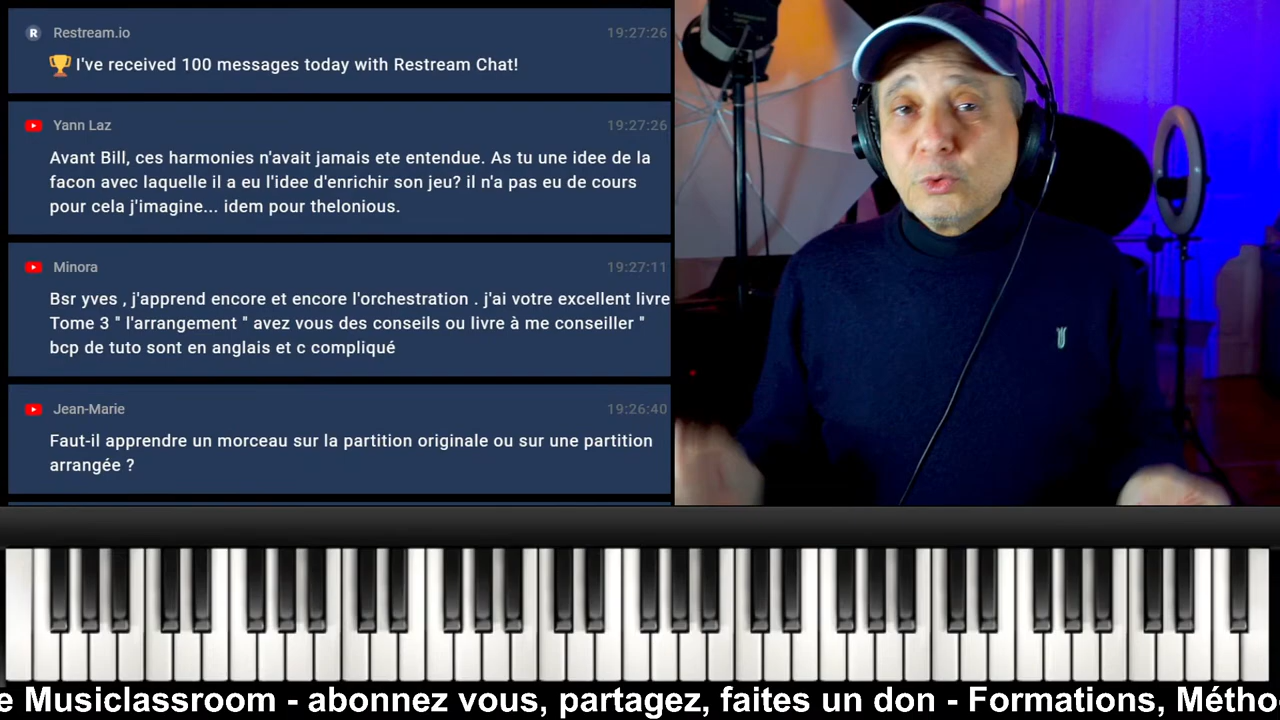 R Restream.io 19:27:26
🏆 I've received 100 messages today with Restream Chat!
Yann Laz 19:27:26
Avant Bill, ces harmonies n'avait jamais ete entendue. As tu une idee de la
facon avec laquelle il a eu l'idee d'enrichir son jeu? il n'a pas eu de cours
pour cela j'imagine... idem pour thelonious.
Minora 19:27:11
Bsr yves , j'apprend encore et encore l'orchestration . j'ai votre excellent livre
Tome 3 " l'arrangement " avez vous des conseils ou livre à me conseiller "
bcp de tuto sont en anglais et c compliqué
Jean-Marie 19:26:40
Faut-il apprendre un morceau sur la partition originale ou sur une partition
arrangée ?
e Musiclassroom - abonnez vous, partagez, faites un don - Formations, Métho